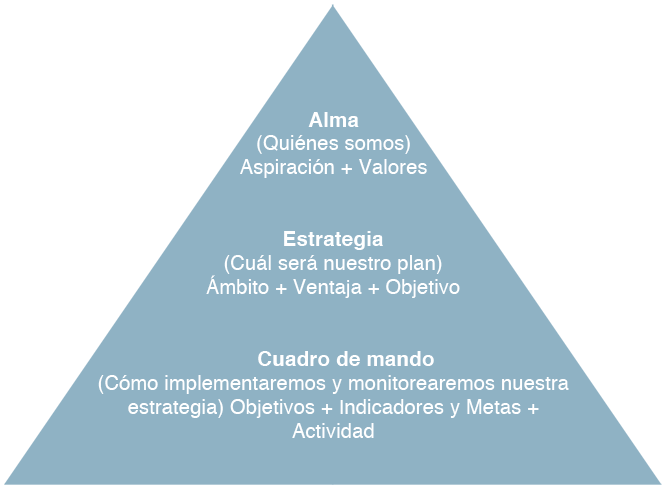 Alma
(Quiénes somos)
Aspiración + Valores
Estrategia
(Cuál será nuestro plan)
Ámbito + Ventaja + Objetivo
Cuadro de mando
(Cómo implementaremos y monitorearemos nuestra
estrategia) Objetivos + Indicadores y Metas +
Actividad